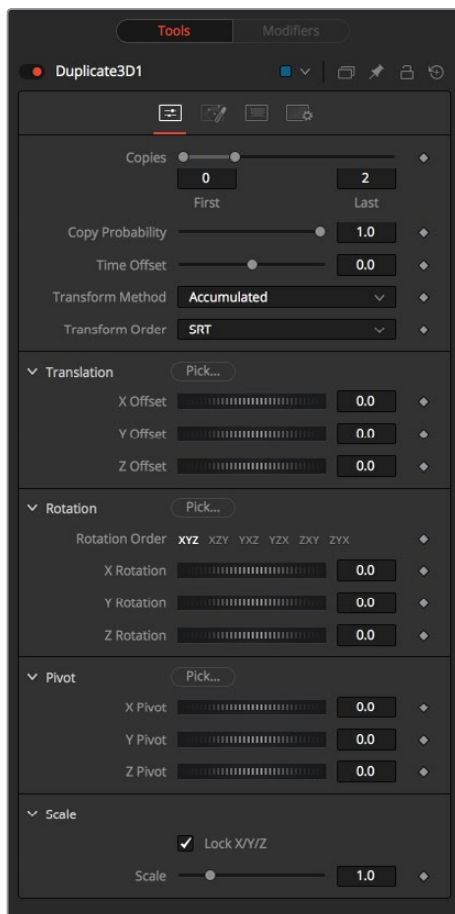 Tools Modifiers
Duplicate3D1
Copies
0 2
First Last
Copy Probability 1.0
Time Offset 0.0
Transform Method Accumulated
Transform Order SRT
Translation Pick...
X Offset 0.0
Y Offset 0.0
Z Offset 0.0
Rotation Pick...
Rotation Order XYZ XZY YXZ YZX ZXY ZYX
X Rotation 0.0
Y Rotation 0.0
Z Rotation 0.0
Pivot Pick...
X Pivot 0.0
Y Pivot 0.0
Z Pivot 0.0
Scale
Lock X/Y/Z
Scale 1.0